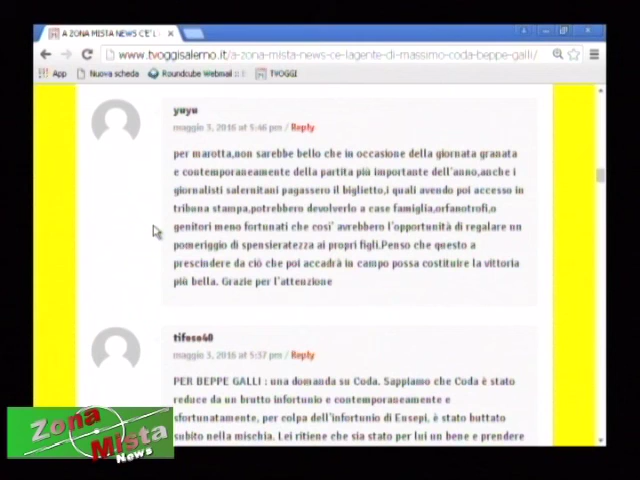 A ZONA MISTA NEWS C'E' L'
www.tvoggisalerno.it/a-zona-mista-news-ce-lagente-di-massimo-coda-beppe-galli/
App Nuova scheda Roundcube Webmail :: TVOGGI
yuyu
maggio 3, 2016 at 5:46 pm / Reply
per marotta,non sarebbe bello che in occasione della giornata granata
e contemporaneamente della partita più importante dell'anno,anche i
giornalisti salernitani pagassero il biglietto,i quali avendo poi accesso in
tribuna stampa,potrebbero devolverlo a case famiglia,orfanotrofi,o
genitori meno fortunati che cosi' avrebbero l'opportunità di regalare un
pomeriggio di spensieratezza ai propri figli.Penso che questo a
prescindere da ciò che poi accadrà in campo possa costituire la vittoria
più bella. Grazie per l'attenzione
tifoso40
maggio 3, 2016 at 5:37 pm / Reply
PER BEPPE GALLI : una domanda su Coda. Sappiamo che Coda è stato
reduce da un brutto infortunio e contemporaneamente e
sfortunatamente, per colpa dell'infortunio di Eusepi, è stato buttato
subito nella mischia. Lei ritiene che sia stato per lui un bene e prendere
Zona
Mista
News